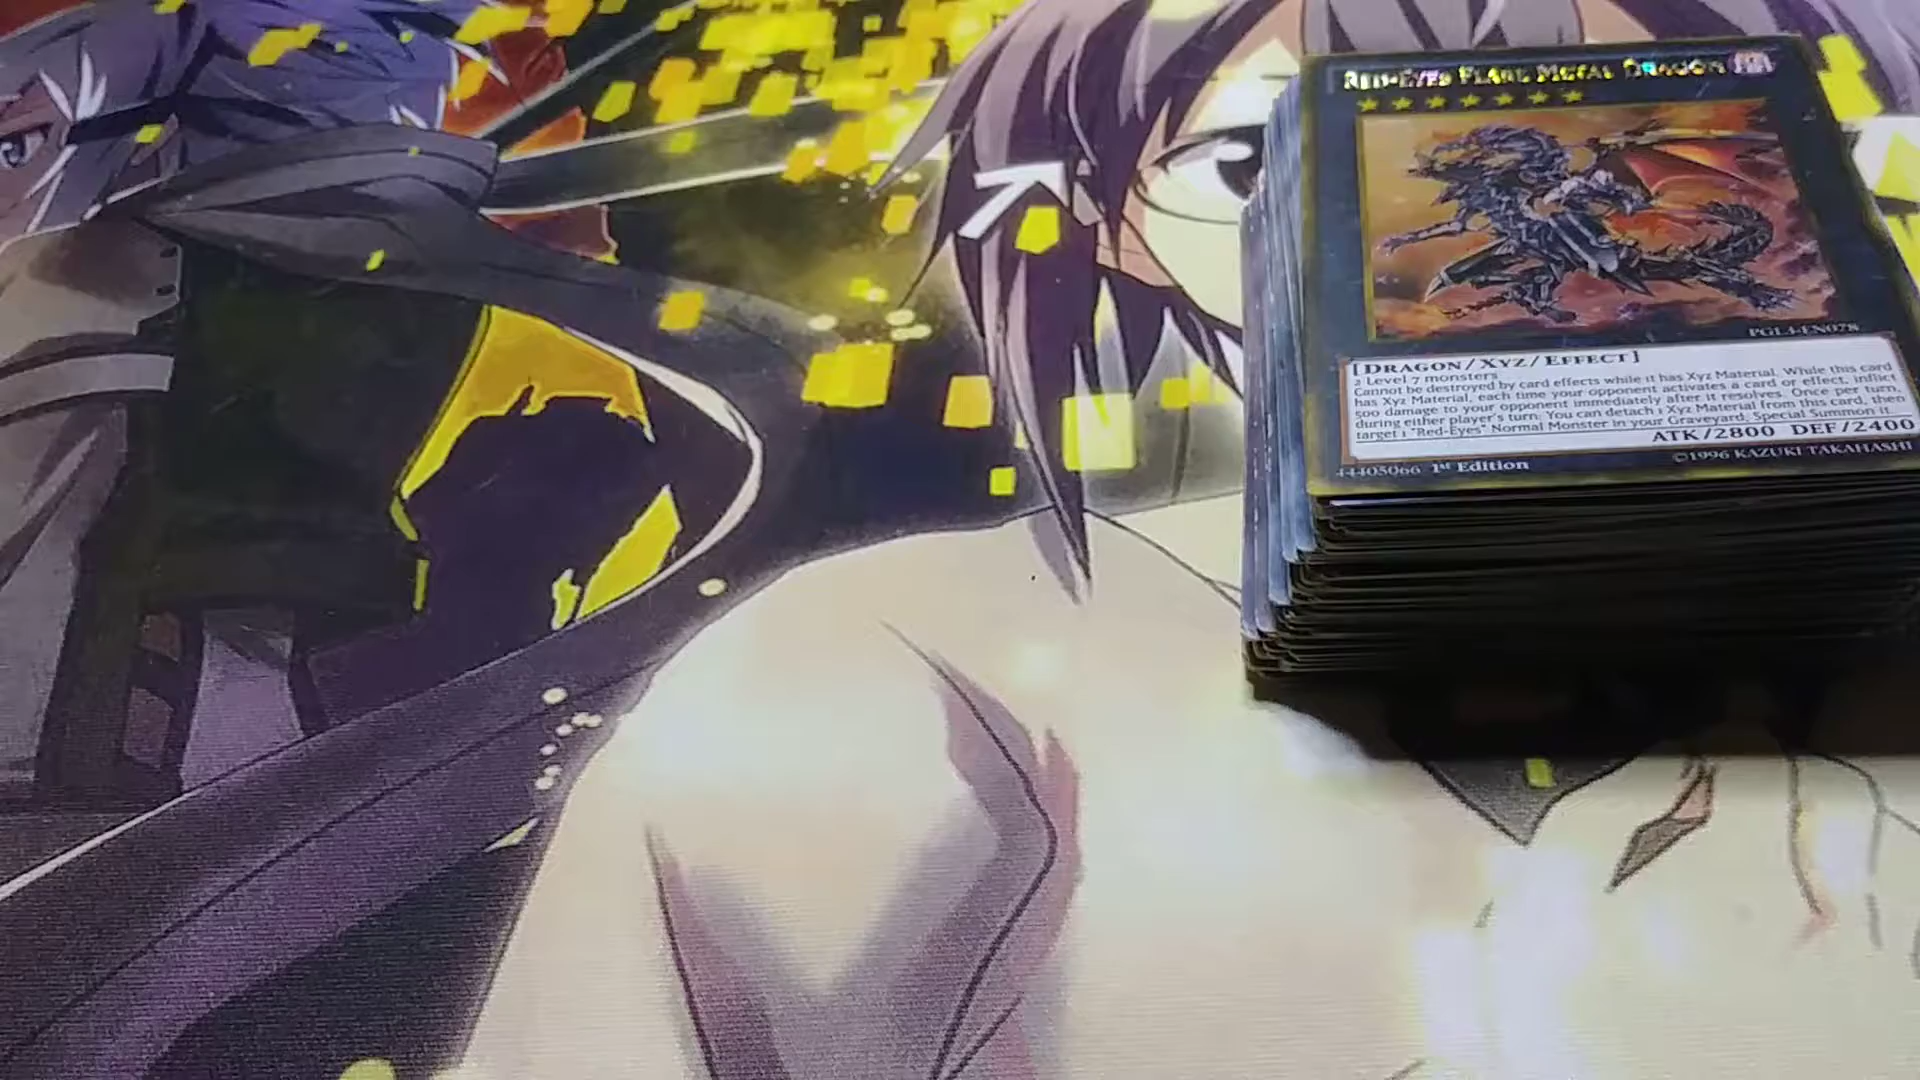 RED-EYES FLARE METAL DRAGON
PGL3-EN078
[DRAGON/XYZ/EFFECT]
2 Level 7 monsters
Cannot be destroyed by card effects while it has Xyz Material. While this card
has Xyz Material, each time your opponent activates a card or effect, inflict
500 damage to your opponent immediately after it resolves. Once per turn,
during either player's turn: You can detach 1 Xyz Material from this card, then
target 1 "Red-Eyes" Normal Monster in your Graveyard; Special Summon it.
ATK/2800 DEF/2400
44405066 1st Edition
©1996 KAZUKI TAKAHASHI